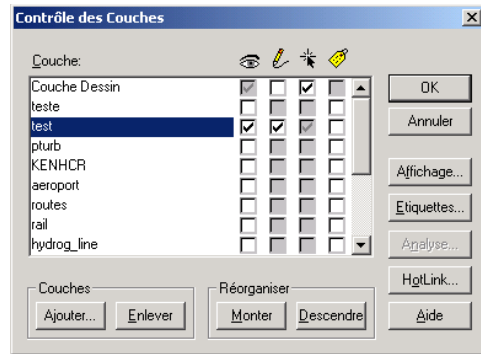 Contrôle des Couches
Couche:
Couche Dessin
teste
test
pturb
KENHCR
aeroport
routes
rail
hydrog_line
OK
Annuler
Affichage...
Etiquettes...
Analyse...
HotLink...
Aide
Couches
Ajouter...
Enlever
Réorganiser
Monter
Descendre